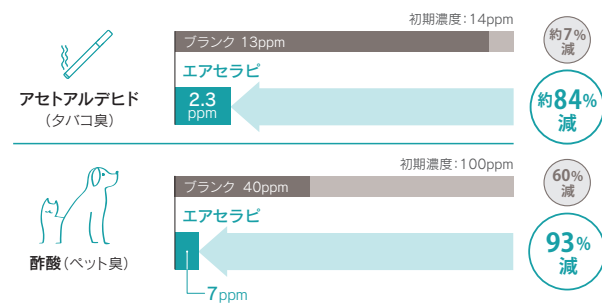 初期濃度:14ppm
ブランク 13ppm
約7%
減
エアセラピ
2.3
ppm
約84%
減
アセトアルデヒド
(タバコ臭)
初期濃度:100ppm
ブランク 40ppm
60%
減
エアセラピ
93%
減
酢酸(ペット臭)
7ppm